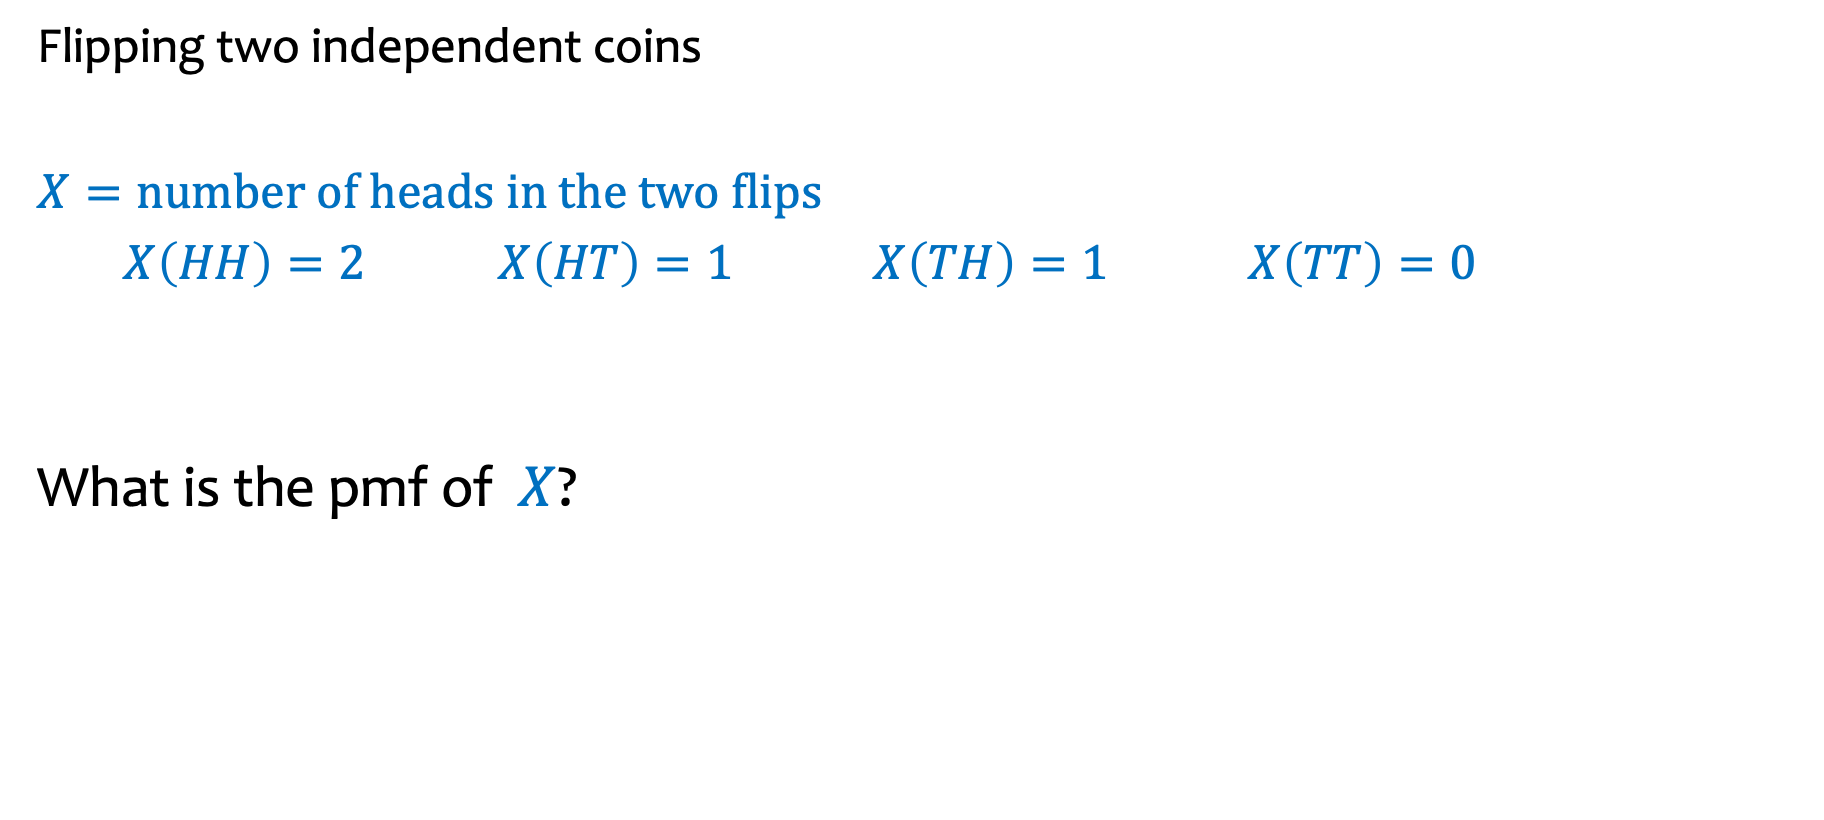 Flipping two independent coins
X = number of heads in the two flips
X(HH) = 2 X(HT) = 1 X(TH) = 1 X(TT) = 0
What is the pmf of X?